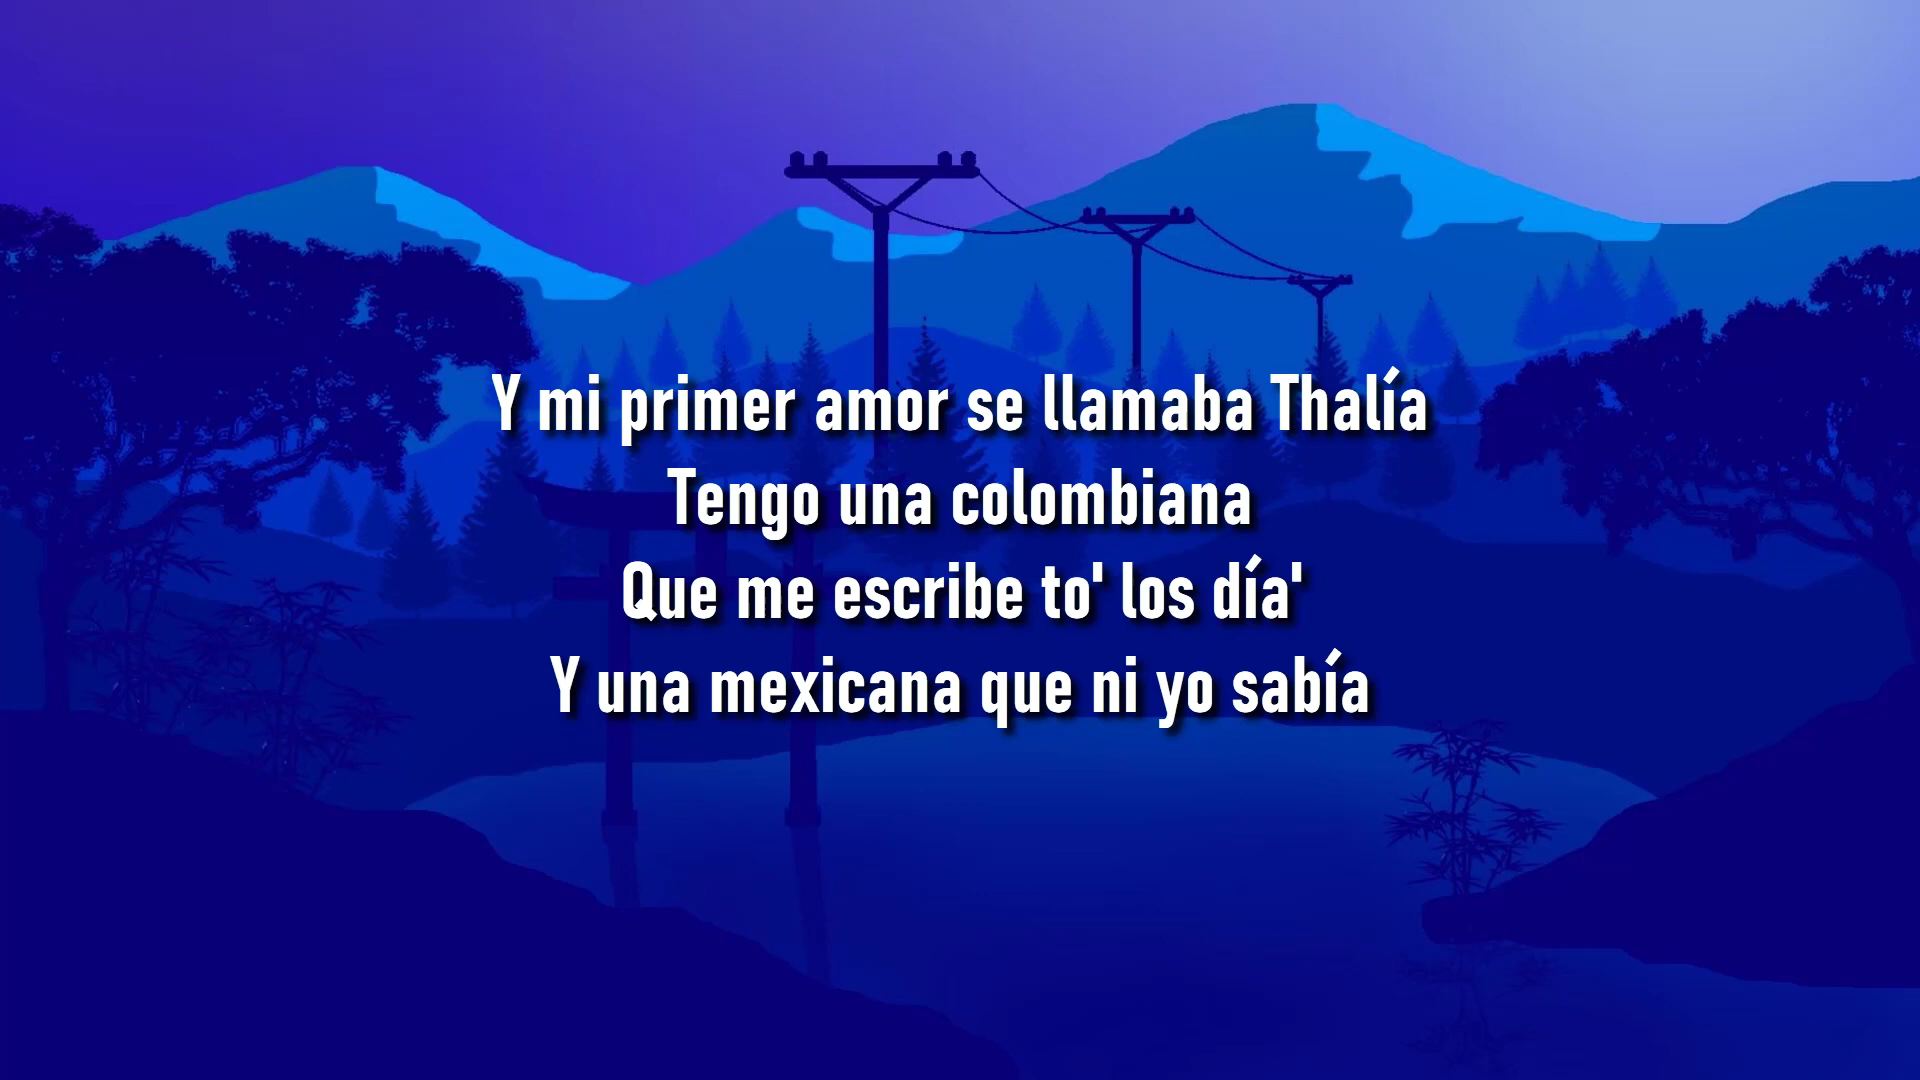 Y mi primer amor se llamaba Thalía
Tengo una colombiana
Que me escribe to' los día'
Y una mexicana que ni yo sabía